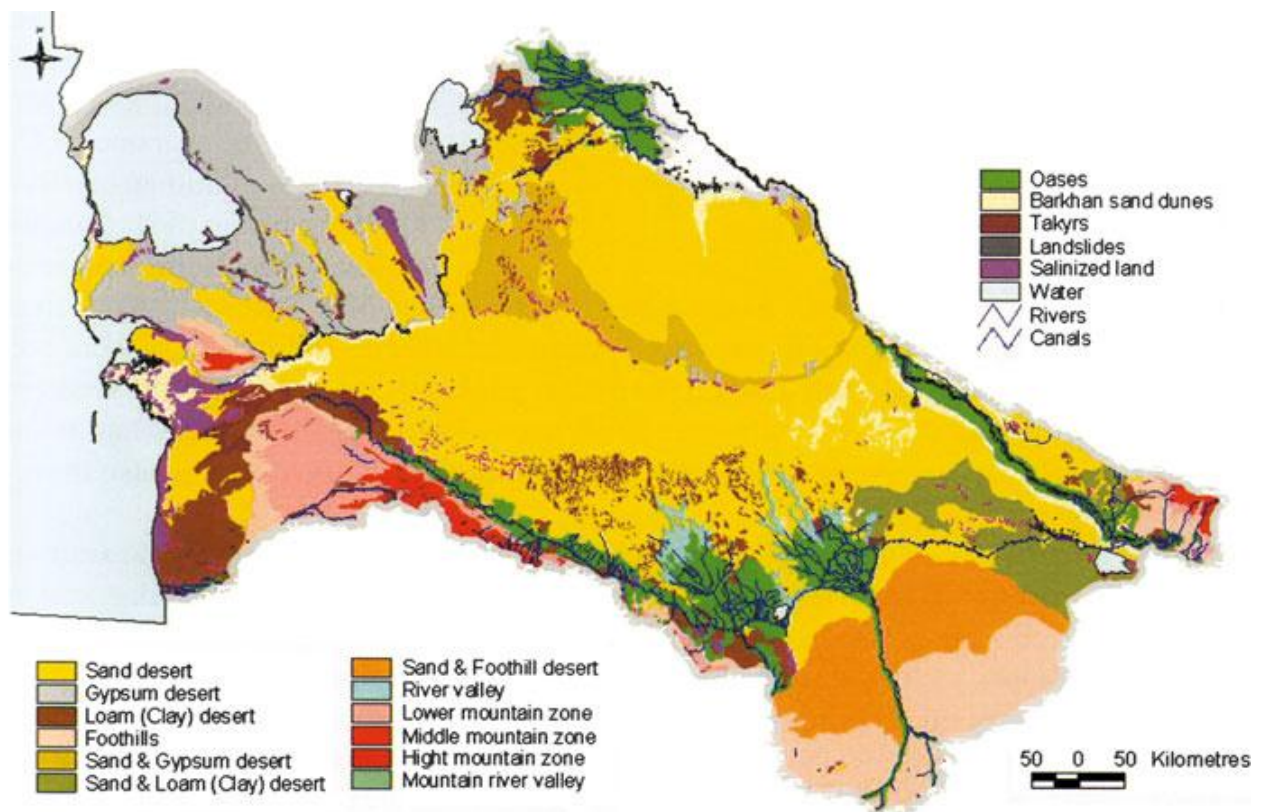 Oases
Barkhan sand dunes
Takyrs
Landslides
Salinized land
Water
Rivers
Canals
Sand desert
Gypsum desert
Loam (Clay) desert
Foothills
Sand & Gypsum desert
Sand & Loam (Clay) desert
Sand & Foothill desert
River valley
Lower mountain zone
Middle mountain zone
Hight mountain zone
Mountain river valley
50 0 50 Kilometres